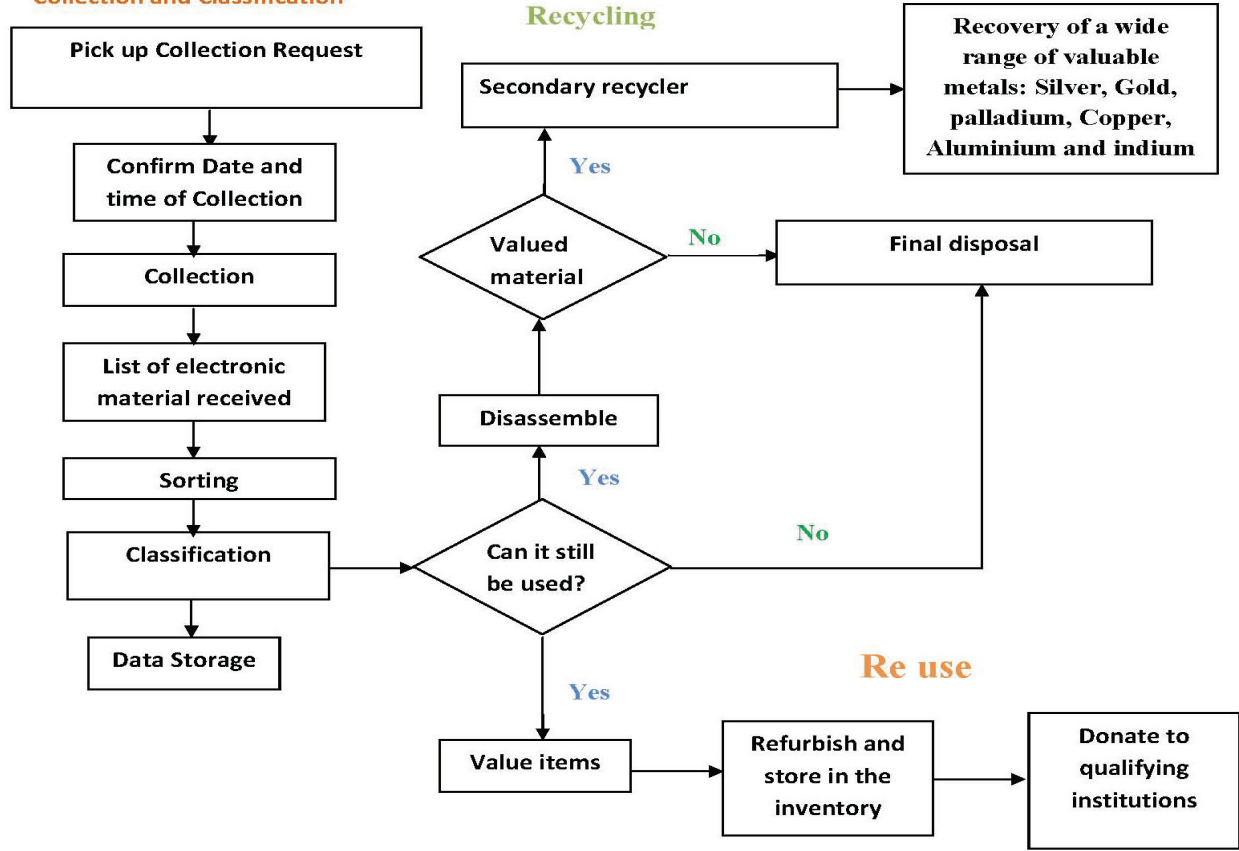 Collection and Classification
Pick up Collection Request
Confirm Date and
time of Collection
Collection
List of electronic
material received
Sorting
Classification
Data Storage
Recycling
Secondary recycler
Recovery of a wide
range of valuable
metals: Silver, Gold,
palladium, Copper,
Aluminium and indium
Yes
Valued
material
No
Final disposal
Disassemble
Yes
Can it still
be used?
No
Yes
Re use
Value items
Refurbish and
store in the
inventory
Donate to
qualifying
institutions